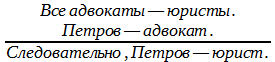 Все адвокаты — юристы .
Петров — адвокат .
Следовательно , Петров — юрист .